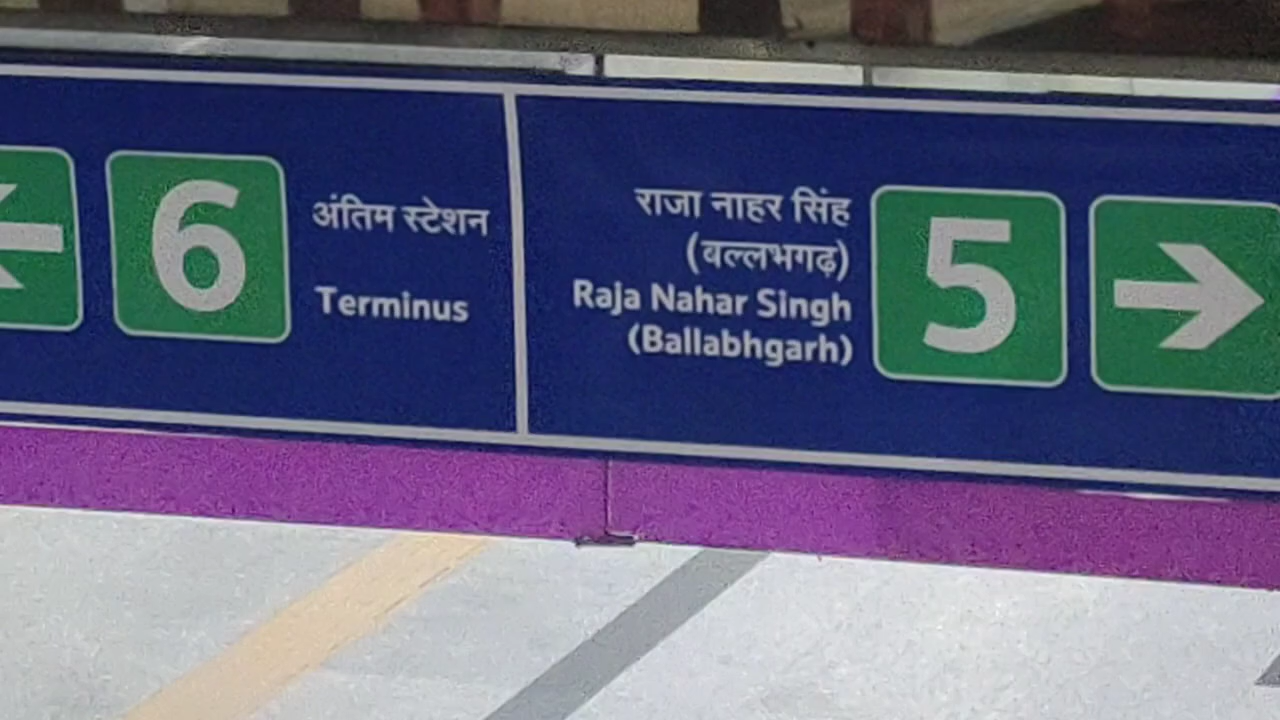 6
अंतिम स्टेशन
Terminus
राजा नाहर सिंह
(बल्लभगढ़)
Raja Nahar Singh
(Ballabhgarh)
5